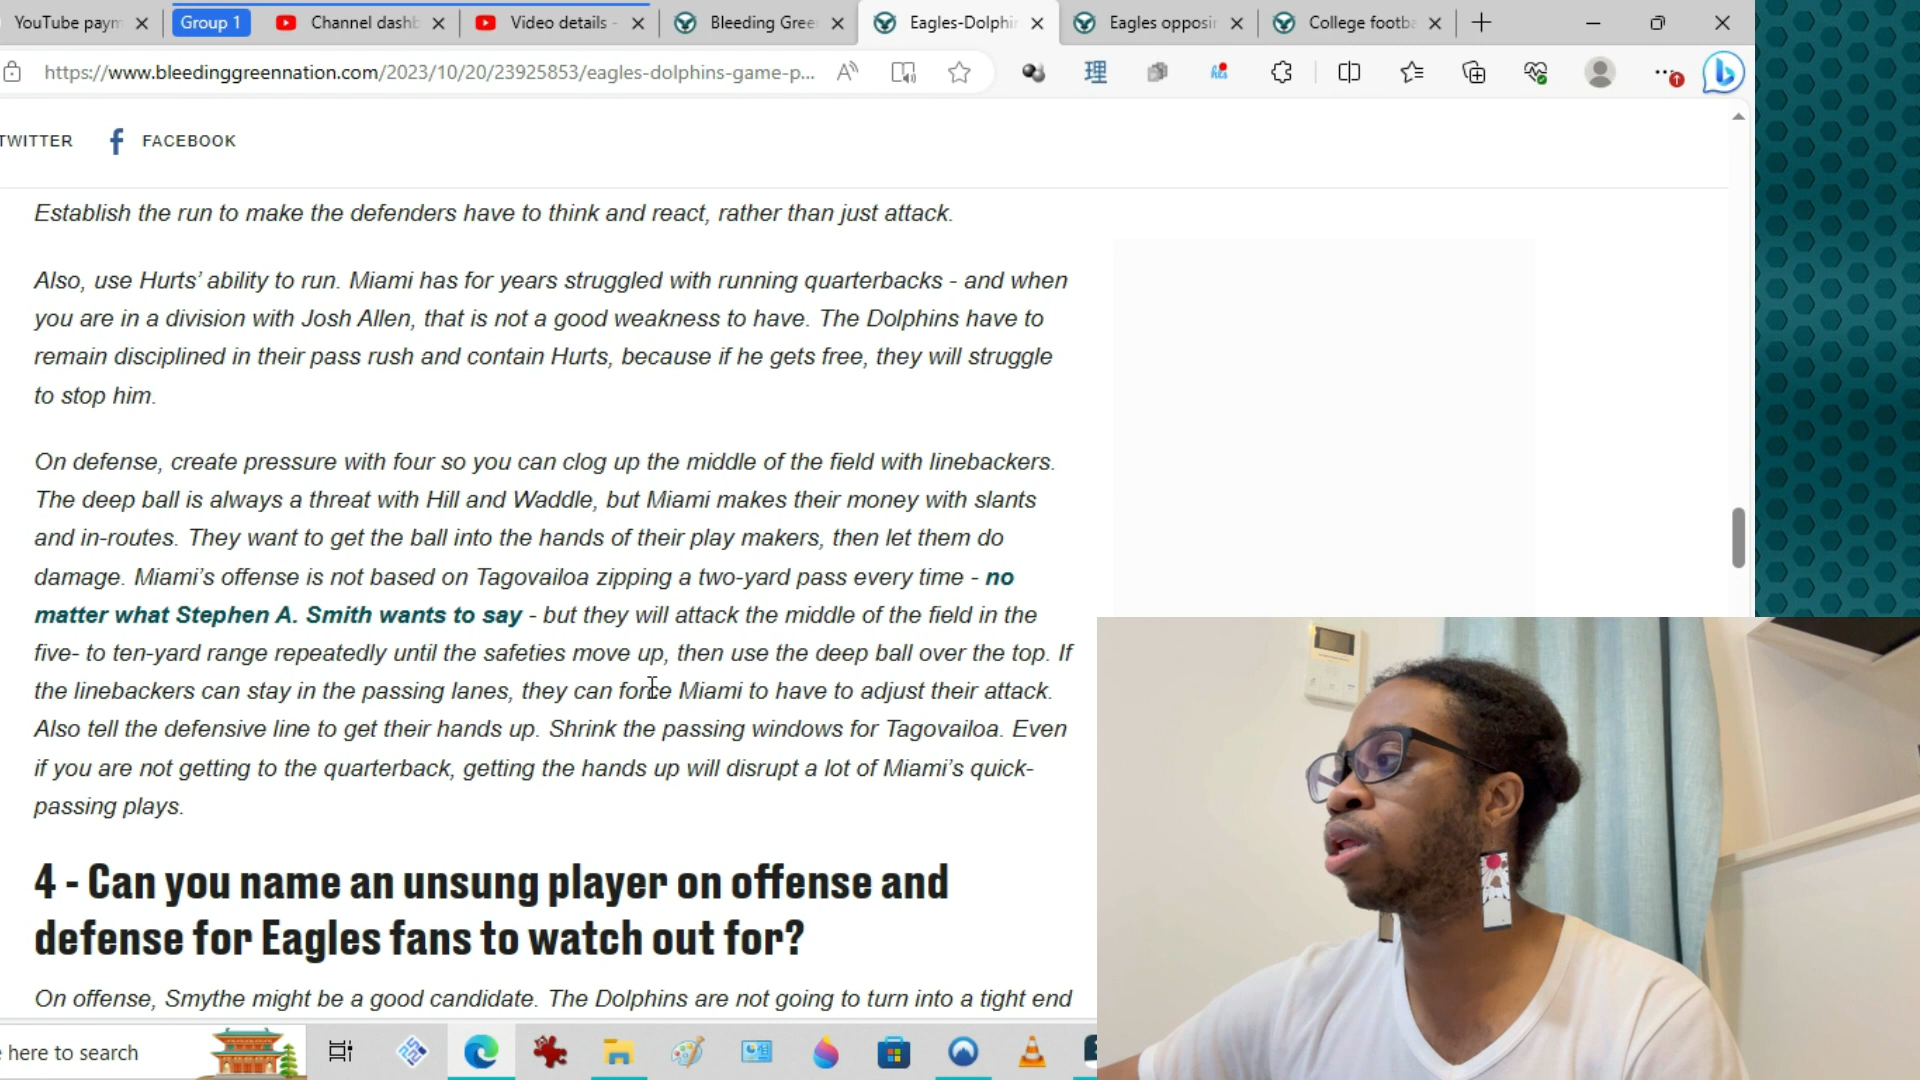 YouTube paym
Group 1
Channel dashb
Video details -
Bleeding Gree
Eagles-Dolphi
Eagles opposi
College footba
https://www.bleedinggreennation.com/2023/10/20/23925853/eagles-dolphins-game-p...
TWITTER
FACEBOOK
Establish the run to make the defenders have to think and react, rather than just attack.
Also, use Hurts’ ability to run. Miami has for years struggled with running quarterbacks - and when
you are in a division with Josh Allen, that is not a good weakness to have. The Dolphins have to
remain disciplined in their pass rush and contain Hurts, because if he gets free, they will struggle
to stop him.
On defense, create pressure with four so you can clog up the middle of the field with linebackers.
The deep ball is always a threat with Hill and Waddle, but Miami makes their money with slants
and in-routes. They want to get the ball into the hands of their play makers, then let them do
damage. Miami’s offense is not based on Tagovailoa zipping a two-yard pass every time - no
matter what Stephen A. Smith wants to say - but they will attack the middle of the field in the
five- to ten-yard range repeatedly until the safeties move up, then use the deep ball over the top. If
the linebackers can stay in the passing lanes, they can force Miami to have to adjust their attack.
Also tell the defensive line to get their hands up. Shrink the passing windows for Tagovailoa. Even
if you are not getting to the quarterback, getting the hands up will disrupt a lot of Miami’s quick-
passing plays.
4 - Can you name an unsung player on offense and
defense for Eagles fans to watch out for?
On offense, Smythe might be a good candidate. The Dolphins are not going to turn into a tight end
here to search